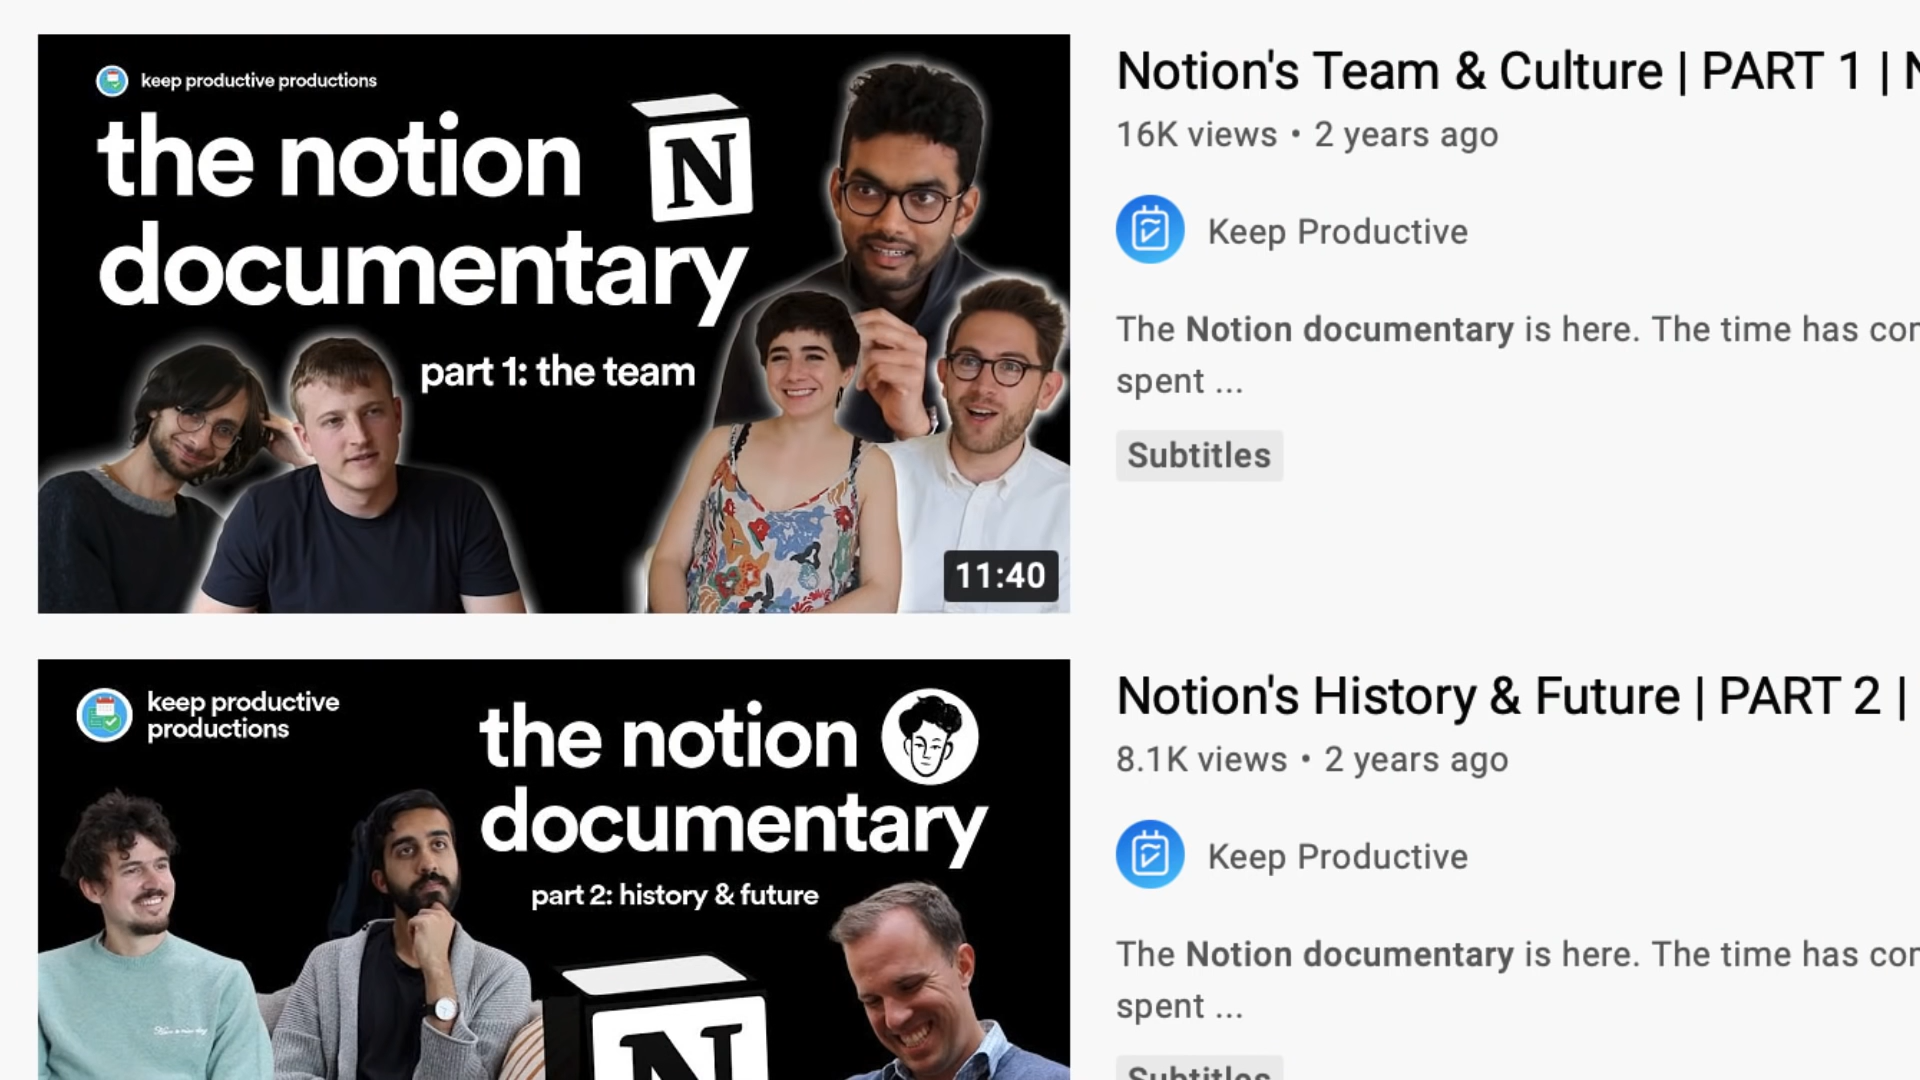 keep productive productions
the notion
N
documentary
part 1: the team
11:40
Notion's Team & Culture | PART 1 |
16K views • 2 years ago
Keep Productive
The Notion documentary is here. The time has
spent ...
Subtitles
keep productive
productions
the notion
documentary
part 2: history & future
N
Notion's History & Future | PART 2 |
8.1K views • 2 years ago
Keep Productive
The Notion documentary is here. The time has
spent ...
Subtitles